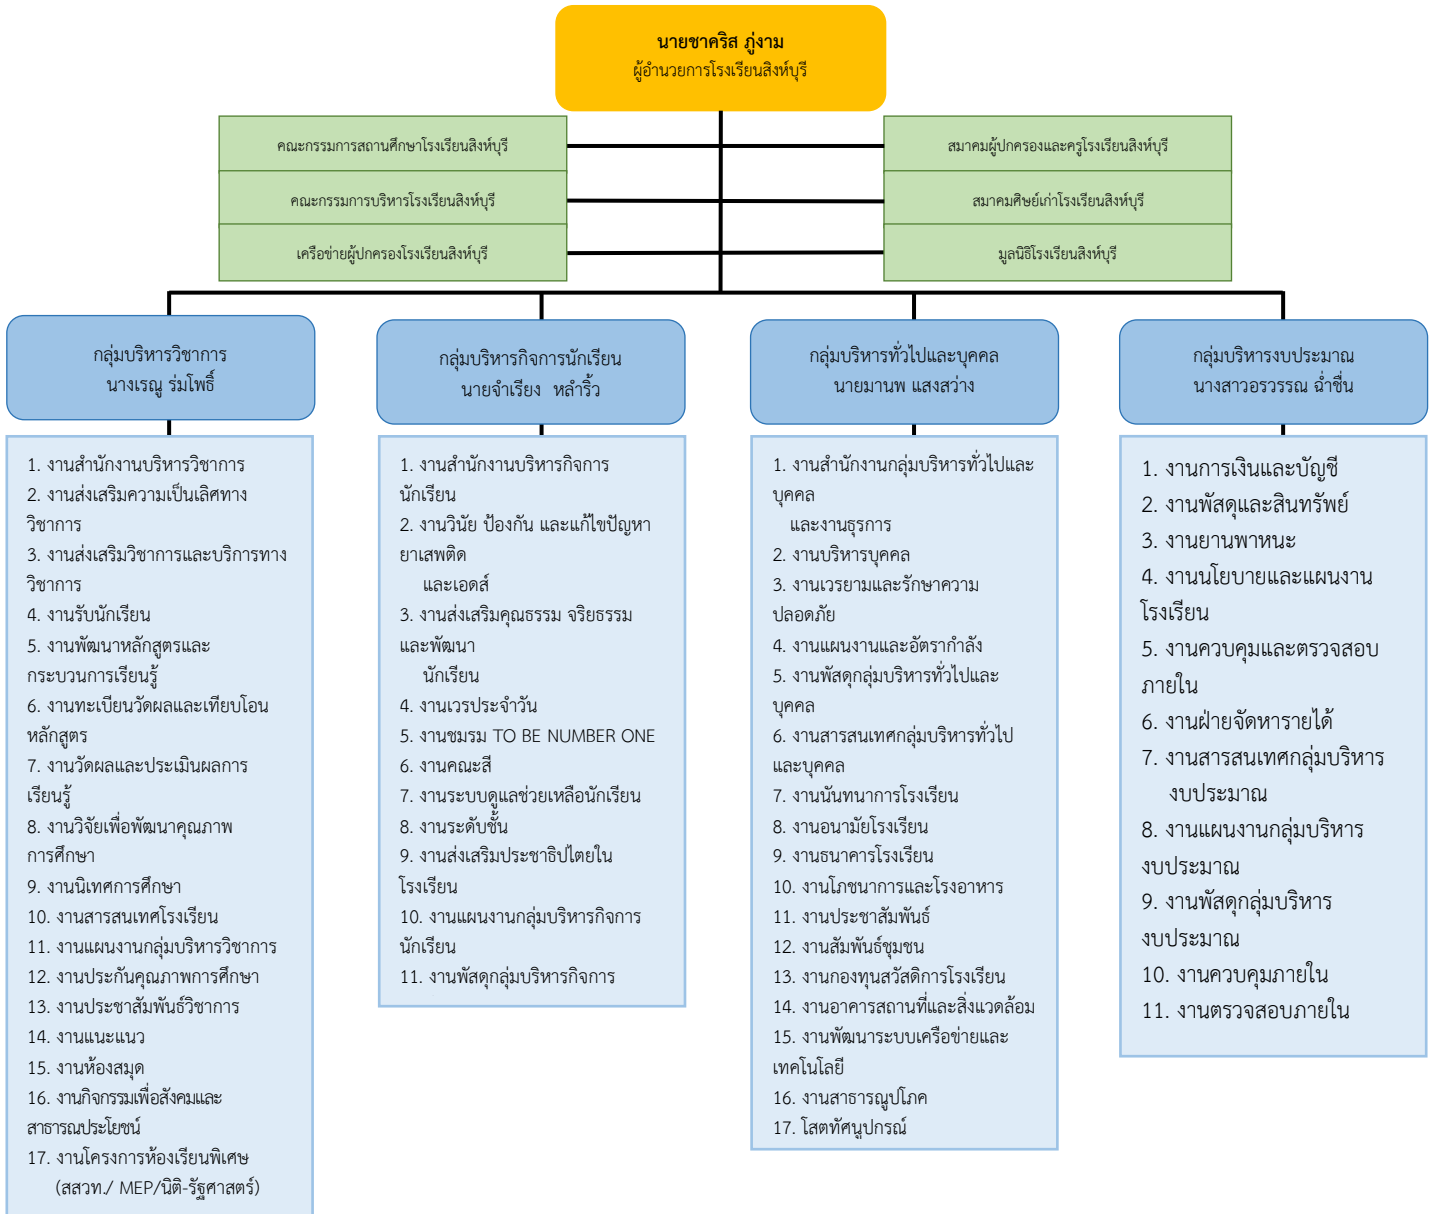 นายชาคริส ภู่งาม
ผู้อำนวยการโรงเรียนสิงห์บุรี
คณะกรรมการสถานศึกษาโรงเรียนสิงห์บุรี
สมาคมผู้ปกครองและครูโรงเรียนสิงห์บุรี
คณะกรรมการบริหารโรงเรียนสิงห์บุรี
สมาคมศิษย์เก่าโรงเรียนสิงห์บุรี
เครือข่ายผู้ปกครองโรงเรียนสิงห์บุรี
มูลนิธิโรงเรียนสิงห์บุรี
กลุ่มบริหารวิชาการ
นางเรณู ร่มโพธิ์
กลุ่มบริหารกิจการนักเรียน
นายจำเรียง หลำริ้ว
กลุ่มบริหารทั่วไปและบุคคล
นายมานพ แสงสว่าง
กลุ่มบริหารงบประมาณ
นางสาวอรวรรณ ฉ่ำชื่น
1. งานสำนักงานบริหารวิชาการ
2. งานส่งเสริมความเป็นเลิศทาง
วิชาการ
3. งานส่งเสริมวิชาการและบริการทาง
วิชาการ
4. งานรับนักเรียน
5. งานพัฒนาหลักสูตรและ
กระบวนการเรียนรู้
6. งานทะเบียนวัดผลและเทียบโอน
หลักสูตร
7. งานวัดผลและประเมินผลการ
เรียนรู้
8. งานวิจัยเพื่อพัฒนาคุณภาพ
การศึกษา
9. งานนิเทศการศึกษา
10. งานสารสนเทศโรงเรียน
11. งานแผนงานกลุ่มบริหารวิชาการ
12. งานประกันคุณภาพการศึกษา
13. งานประชาสัมพันธ์วิชาการ
14. งานแนะแนว
15. งานห้องสมุด
16. งานกิจกรรมเพื่อสังคมและ
สาธารณประโยชน์
17. งานโครงการห้องเรียนพิเศษ
(สสวท./ MEP/นิติ-รัฐศาสตร์)
1. งานสำนักงานบริหารกิจการ
นักเรียน
2. งานวินัย ป้องกัน และแก้ไขปัญหา
ยาเสพติด
และเอดส์
3. งานส่งเสริมคุณธรรม จริยธรรม
และพัฒนา
นักเรียน
4. งานเวรประจำวัน
5. งานชมรม TO BE NUMBER ONE
6. งานคณะสี
7. งานระบบดูแลช่วยเหลือนักเรียน
8. งานระดับชั้น
9. งานส่งเสริมประชาธิปไตยใน
โรงเรียน
10. งานแผนงานกลุ่มบริหารกิจการ
นักเรียน
11. งานพัสดุกลุ่มบริหารกิจการ
1. งานสำนักงานกลุ่มบริหารทั่วไปและ
บุคคล
และงานธุรการ
2. งานบริหารบุคคล
3. งานเวรยามและรักษาความ
ปลอดภัย
4. งานแผนงานและอัตรากำลัง
5. งานพัสดุกลุ่มบริหารทั่วไปและ
บุคคล
6. งานสารสนเทศกลุ่มบริหารทั่วไป
และบุคคล
7. งานนันทนาการโรงเรียน
8. งานอนามัยโรงเรียน
9. งานธนาคารโรงเรียน
10. งานโภชนาการและโรงอาหาร
11. งานประชาสัมพันธ์
12. งานสัมพันธ์ชุมชน
13. งานกองทุนสวัสดิการโรงเรียน
14. งานอาคารสถานที่และสิ่งแวดล้อม
15. งานพัฒนาระบบเครือข่ายและ
เทคโนโลยี
16. งานสาธารณูปโภค
17. โสตทัศนูปกรณ์
1. งานการเงินและบัญชี
2. งานพัสดุและสินทรัพย์
3. งานยานพาหนะ
4. งานนโยบายและแผนงาน
โรงเรียน
5. งานควบคุมและตรวจสอบ
ภายใน
6. งานฝ่ายจัดหารายได้
7. งานสารสนเทศกลุ่มบริหาร
งบประมาณ
8. งานแผนงานกลุ่มบริหาร
งบประมาณ
9. งานพัสดุกลุ่มบริหาร
งบประมาณ
10. งานควบคุมภายใน
11. งานตรวจสอบภายใน